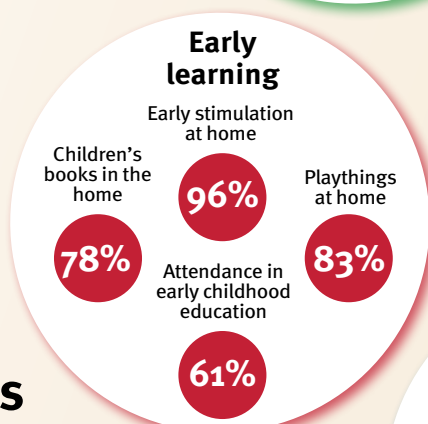 Early
learning
Early stimulation
at home
96%
Children’s
books in the
home
78%
Playthings
at home
83%
Attendance in
early childhood
education
61%
s